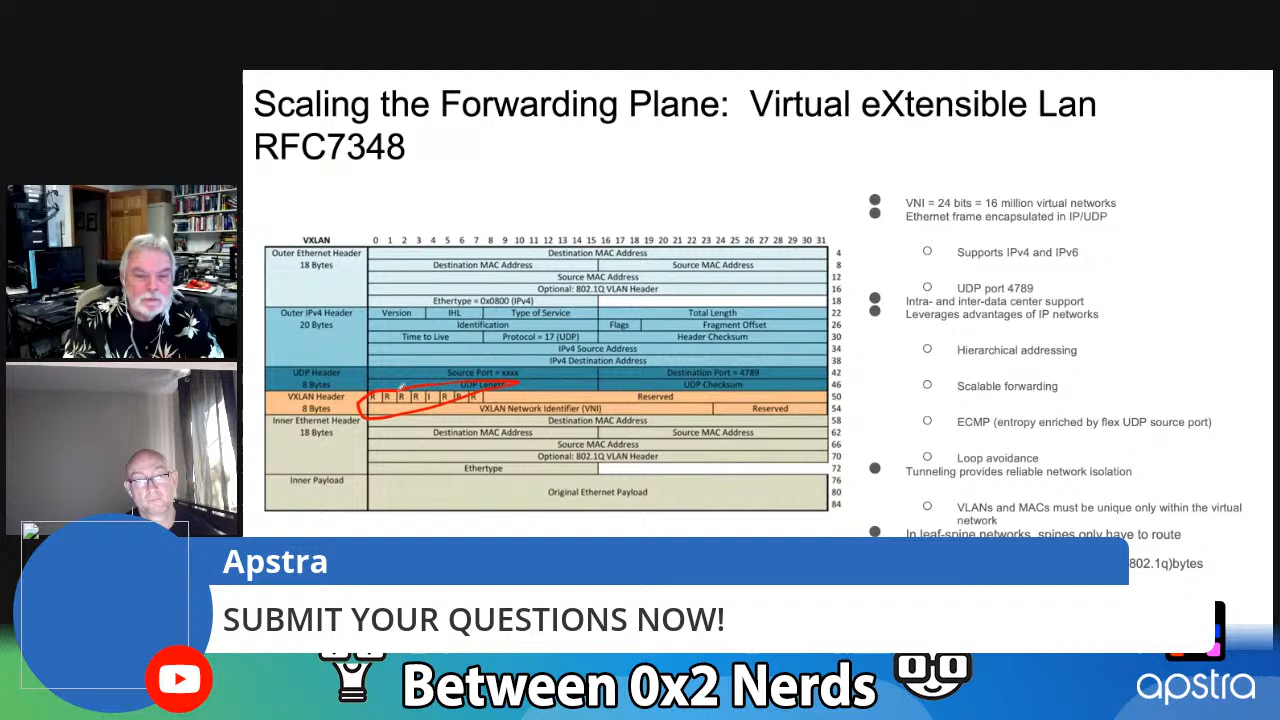 Scaling the Forwarding Plane:  Virtual eXtensible Lan
RFC7348
VXLAN 0 1 2 3 4 5 6 7 8 9 10 11 12 13 14 15 16 17 18 19 20 21 22 23 24 25 26 27 28 29 30 31
Outer Ethernet Header Destination MAC Address 4
18 Bytes Destination MAC Address Source MAC Address 8
Source MAC Address 12
Optional: 802.1Q VLAN Header 16
Ethertype = 0x0800 (IPv4) 18
Outer IPv4 Header Version IHL Type of Service Total Length 22
20 Bytes Identification Flags Fragment Offset 26
Time to Live Protocol = 17 (UDP) Header Checksum 30
IPv4 Source Address 34
IPv4 Destination Address 38
UDP Header Source Port = xxxx Destination Port = 4789 42
8 Bytes UDP Length UDP Checksum 46
VXLAN Header R R R R I R R R Reserved 50
8 Bytes VXLAN Network Identifier (VNI) Reserved 54
Inner Ethernet Header Destination MAC Address 58
18 Bytes Destination MAC Address Source MAC Address 62
Source MAC Address 66
Optional: 802.1Q VLAN Header 70
Ethertype 72
Inner Payload 76
Original Ethernet Payload 80
84
VNI = 24 bits = 16 million virtual networks
Ethernet frame encapsulated in IP/UDP
Supports IPv4 and IPv6
UDP port 4789
Intra- and inter-data center support
Leverages advantages of IP networks
Hierarchical addressing
Scalable forwarding
ECMP (entropy enriched by flex UDP source port)
Loop avoidance
Tunneling provides reliable network isolation
VLANs and MACs must be unique only within the virtual
network
In leaf-spine networks, spines only have to route
802.1q)bytes
Apstra
SUBMIT YOUR QUESTIONS NOW!
Between 0x2 Nerds
apstra